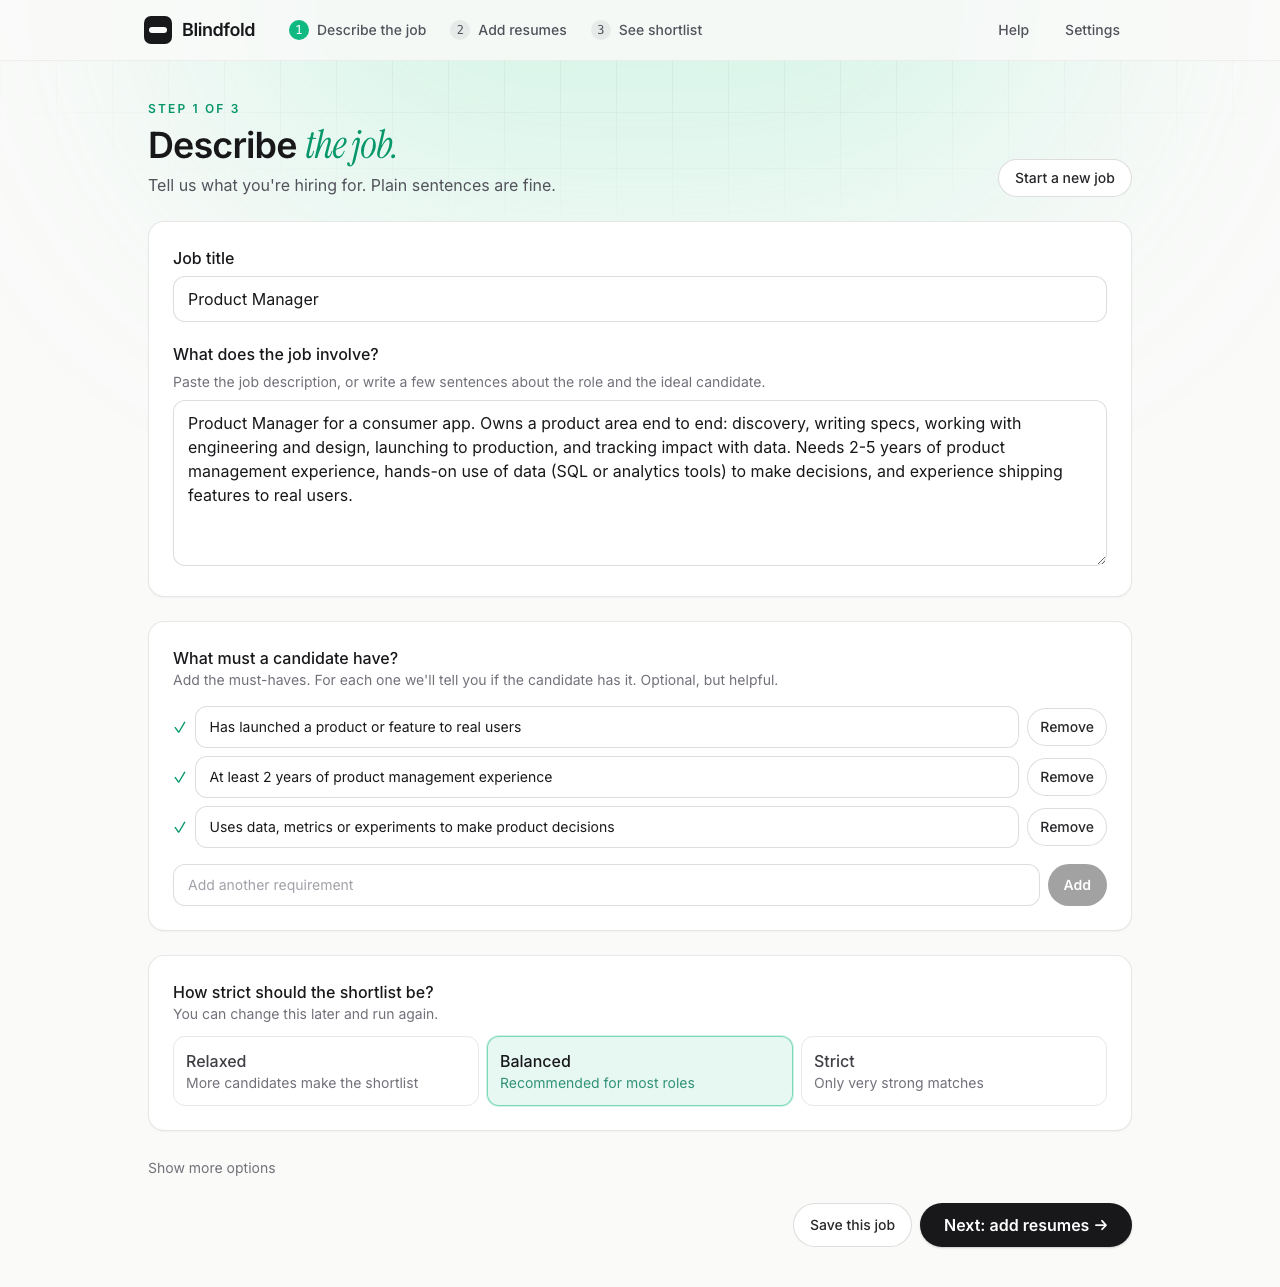 Blindfold
1 Describe the job
2 Add resumes
3 See shortlist
Help
Settings
STEP 1 OF 3
Describe the job.
Tell us what you're hiring for. Plain sentences are fine.
Start a new job
Job title
Product Manager
What does the job involve?
Paste the job description, or write a few sentences about the role and the ideal candidate.
Product Manager for a consumer app. Owns a product area end to end: discovery, writing specs, working with
engineering and design, launching to production, and tracking impact with data. Needs 2-5 years of product
management experience, hands-on use of data (SQL or analytics tools) to make decisions, and experience shipping
features to real users.
What must a candidate have?
Add the must-haves. For each one we'll tell you if the candidate has it. Optional, but helpful.
✓ Has launched a product or feature to real users Remove
✓ At least 2 years of product management experience Remove
✓ Uses data, metrics or experiments to make product decisions Remove
Add another requirement Add
How strict should the shortlist be?
You can change this later and run again.
Relaxed
More candidates make the shortlist
Balanced
Recommended for most roles
Strict
Only very strong matches
Show more options
Save this job
Next: add resumes →